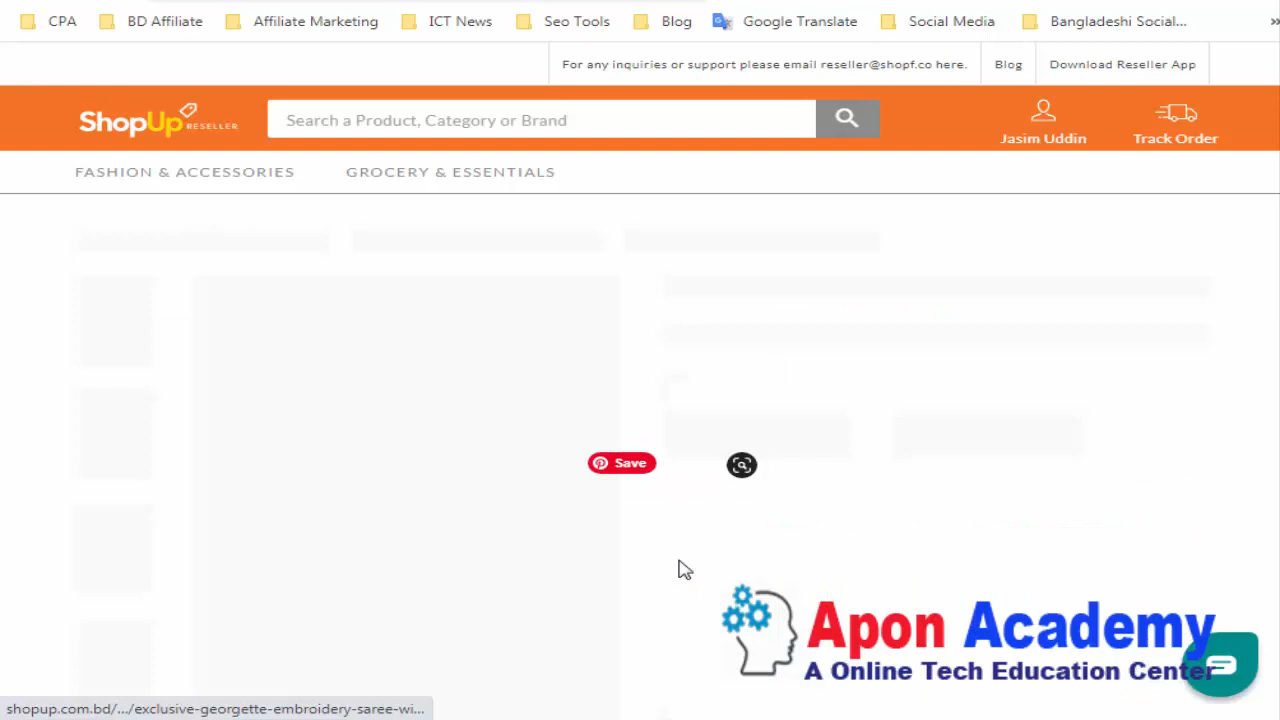 CPA BD Affiliate Affiliate Marketing ICT News Seo Tools Blog Google Translate Social Media Bangladeshi Social... »
For any inquiries or support please email reseller@shopf.co here. Blog Download Reseller App
ShopUp RESELLER Search a Product, Category or Brand Jasim Uddin Track Order
FASHION & ACCESSORIES GROCERY & ESSENTIALS
Save
Apon Academy
A Online Tech Education Center
shopup.com.bd/.../exclusive-georgette-embroidery-saree-wi...